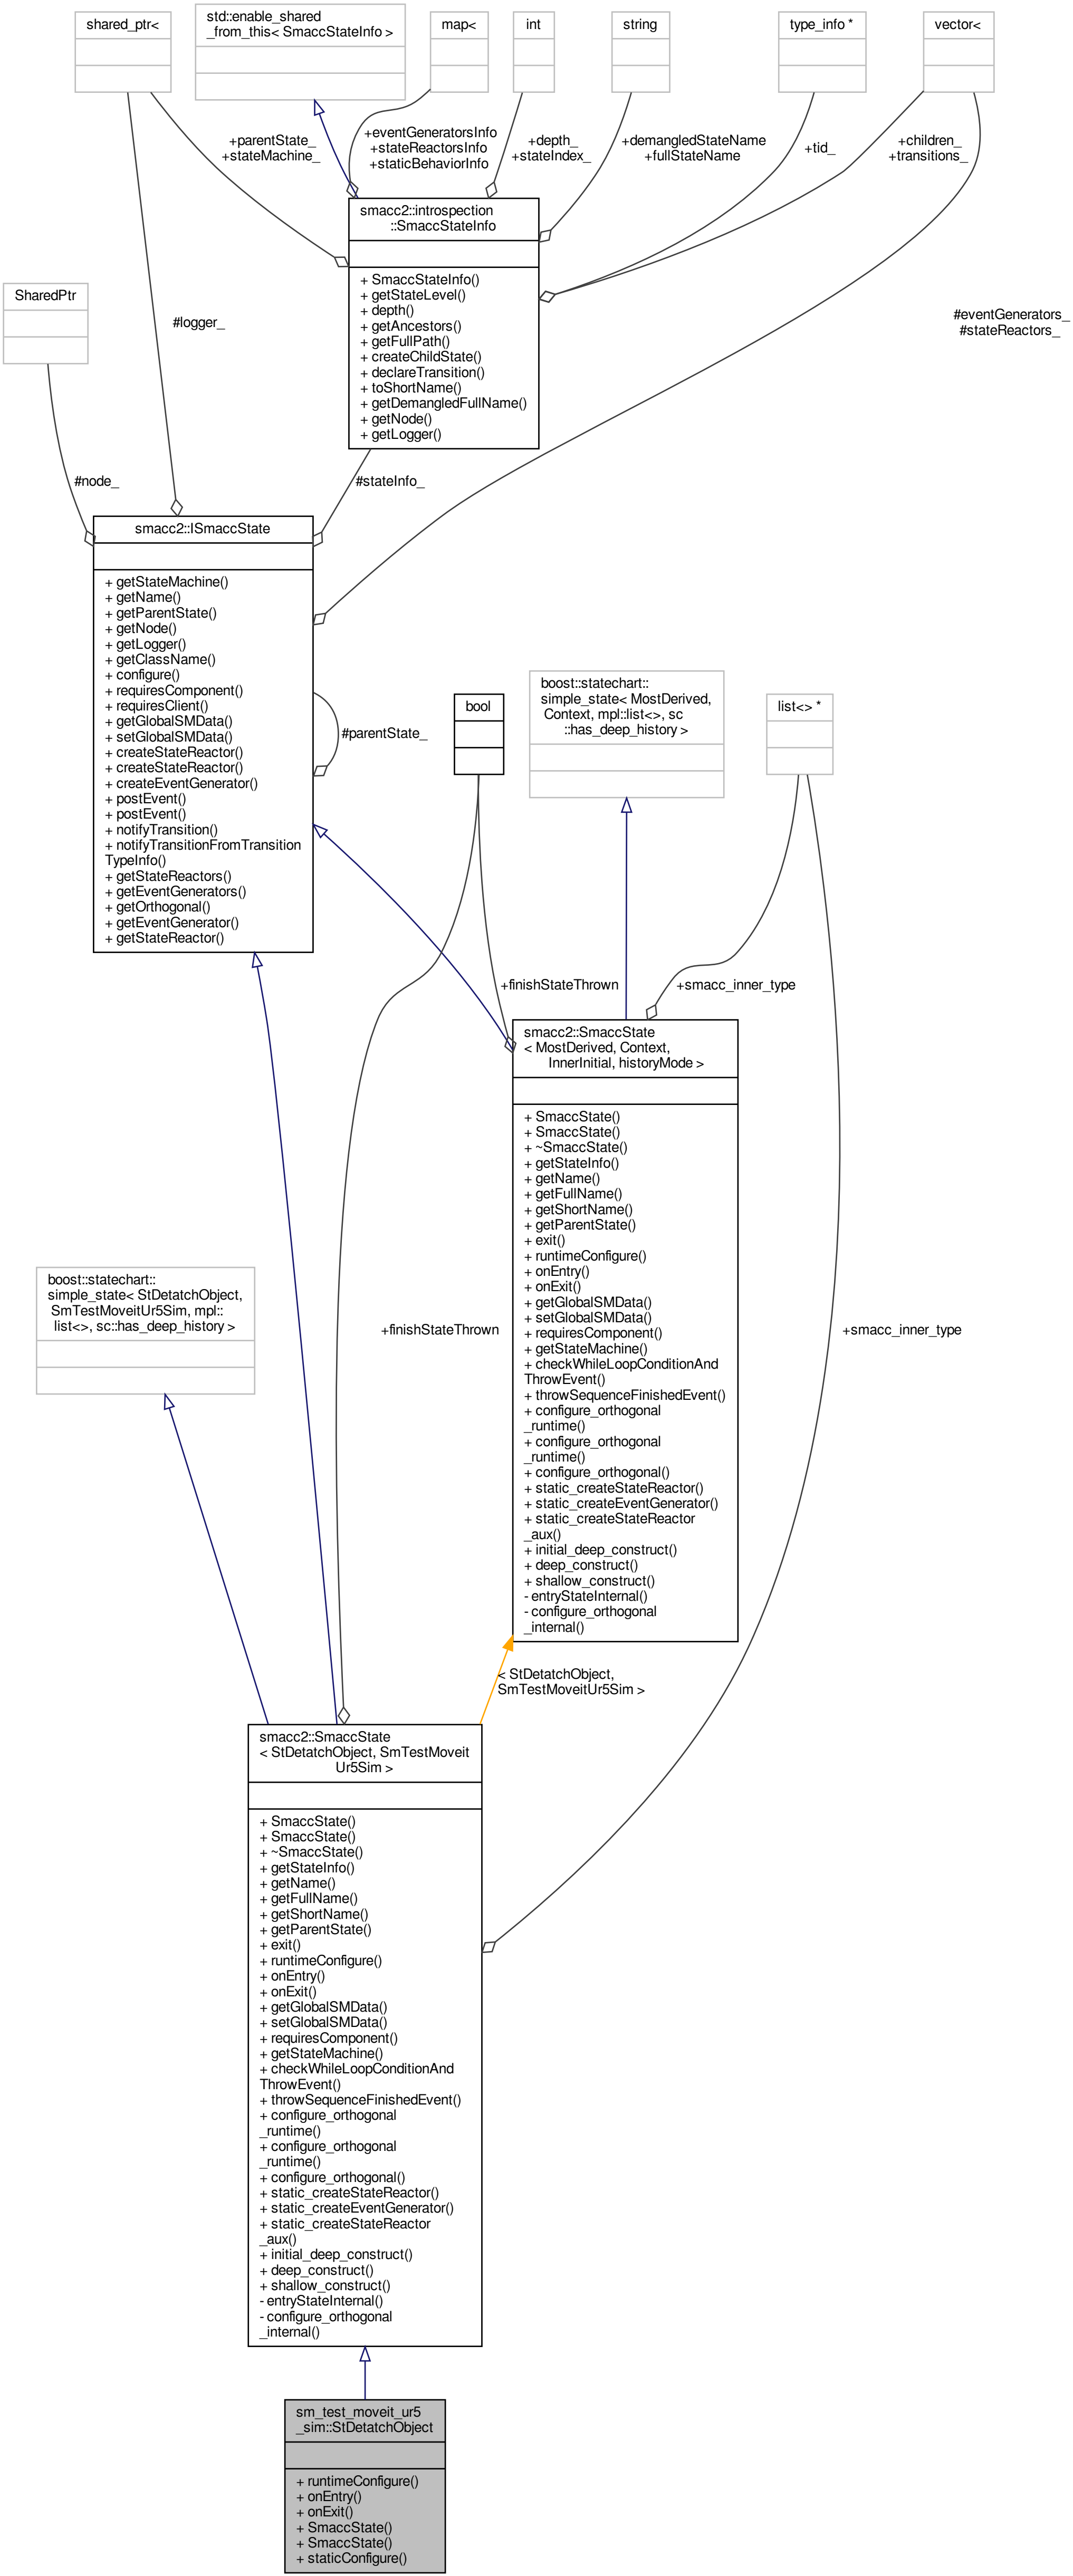 shared_ptr<
std::enable_shared
_from_this< SmaccStateInfo >
map<
int
string
type_info *
vector<
+parentState_
+stateMachine_
+eventGeneratorsInfo
+stateReactorsInfo
+staticBehaviorInfo
+depth_
+stateIndex_
+demangledStateName
+fullStateName
+tid_
+children_
+transitions_
smacc2::introspection
::SmaccStateInfo
+ SmaccStateInfo()
+ getStateLevel()
+ depth()
+ getAncestors()
+ getFullPath()
+ createChildState()
+ declareTransition()
+ toShortName()
+ getDemangledFullName()
+ getNode()
+ getLogger()
SharedPtr
#logger_
#eventGenerators_
#stateReactors_
#node_
#stateInfo_
smacc2::ISmaccState
+ getStateMachine()
+ getName()
+ getParentState()
+ getNode()
+ getLogger()
+ getClassName()
+ configure()
+ requiresComponent()
+ requiresClient()
+ getGlobalSMData()
+ setGlobalSMData()
+ createStateReactor()
+ createStateReactor()
+ createEventGenerator()
+ postEvent()
+ postEvent()
+ notifyTransition()
+ notifyTransitionFromTransition
TypeInfo()
+ getStateReactors()
+ getEventGenerators()
+ getOrthogonal()
+ getEventGenerator()
+ getStateReactor()
#parentState_
bool
boost::statechart::
simple_state< MostDerived,
Context, mpl::list<>, sc
::has_deep_history >
list<> *
+finishStateThrown
+smacc_inner_type
smacc2::SmaccState
< MostDerived, Context,
InnerInitial, historyMode >
+ SmaccState()
+ SmaccState()
+ ~SmaccState()
+ getStateInfo()
+ getName()
+ getFullName()
+ getShortName()
+ getParentState()
+ exit()
+ runtimeConfigure()
+ onEntry()
+ onExit()
+ getGlobalSMData()
+ setGlobalSMData()
+ requiresComponent()
+ getStateMachine()
+ checkWhileLoopConditionAnd
ThrowEvent()
+ throwSequenceFinishedEvent()
+ configure_orthogonal
_runtime()
+ configure_orthogonal
_runtime()
+ configure_orthogonal()
+ static_createStateReactor()
+ static_createEventGenerator()
+ static_createStateReactor
_aux()
+ initial_deep_construct()
+ deep_construct()
+ shallow_construct()
- entryStateInternal()
- configure_orthogonal
_internal()
boost::statechart::
simple_state< StDetatchObject,
SmTestMoveitUr5Sim, mpl::
list<>, sc::has_deep_history >
+finishStateThrown
+smacc_inner_type
< StDetatchObject,
SmTestMoveitUr5Sim >
smacc2::SmaccState
< StDetatchObject, SmTestMoveit
Ur5Sim >
+ SmaccState()
+ SmaccState()
+ ~SmaccState()
+ getStateInfo()
+ getName()
+ getFullName()
+ getShortName()
+ getParentState()
+ exit()
+ runtimeConfigure()
+ onEntry()
+ onExit()
+ getGlobalSMData()
+ setGlobalSMData()
+ requiresComponent()
+ getStateMachine()
+ checkWhileLoopConditionAnd
ThrowEvent()
+ throwSequenceFinishedEvent()
+ configure_orthogonal
_runtime()
+ configure_orthogonal
_runtime()
+ configure_orthogonal()
+ static_createStateReactor()
+ static_createEventGenerator()
+ static_createStateReactor
_aux()
+ initial_deep_construct()
+ deep_construct()
+ shallow_construct()
- entryStateInternal()
- configure_orthogonal
_internal()
sm_test_moveit_ur5
_sim::StDetatchObject
+ runtimeConfigure()
+ onEntry()
+ onExit()
+ SmaccState()
+ SmaccState()
+ staticConfigure()